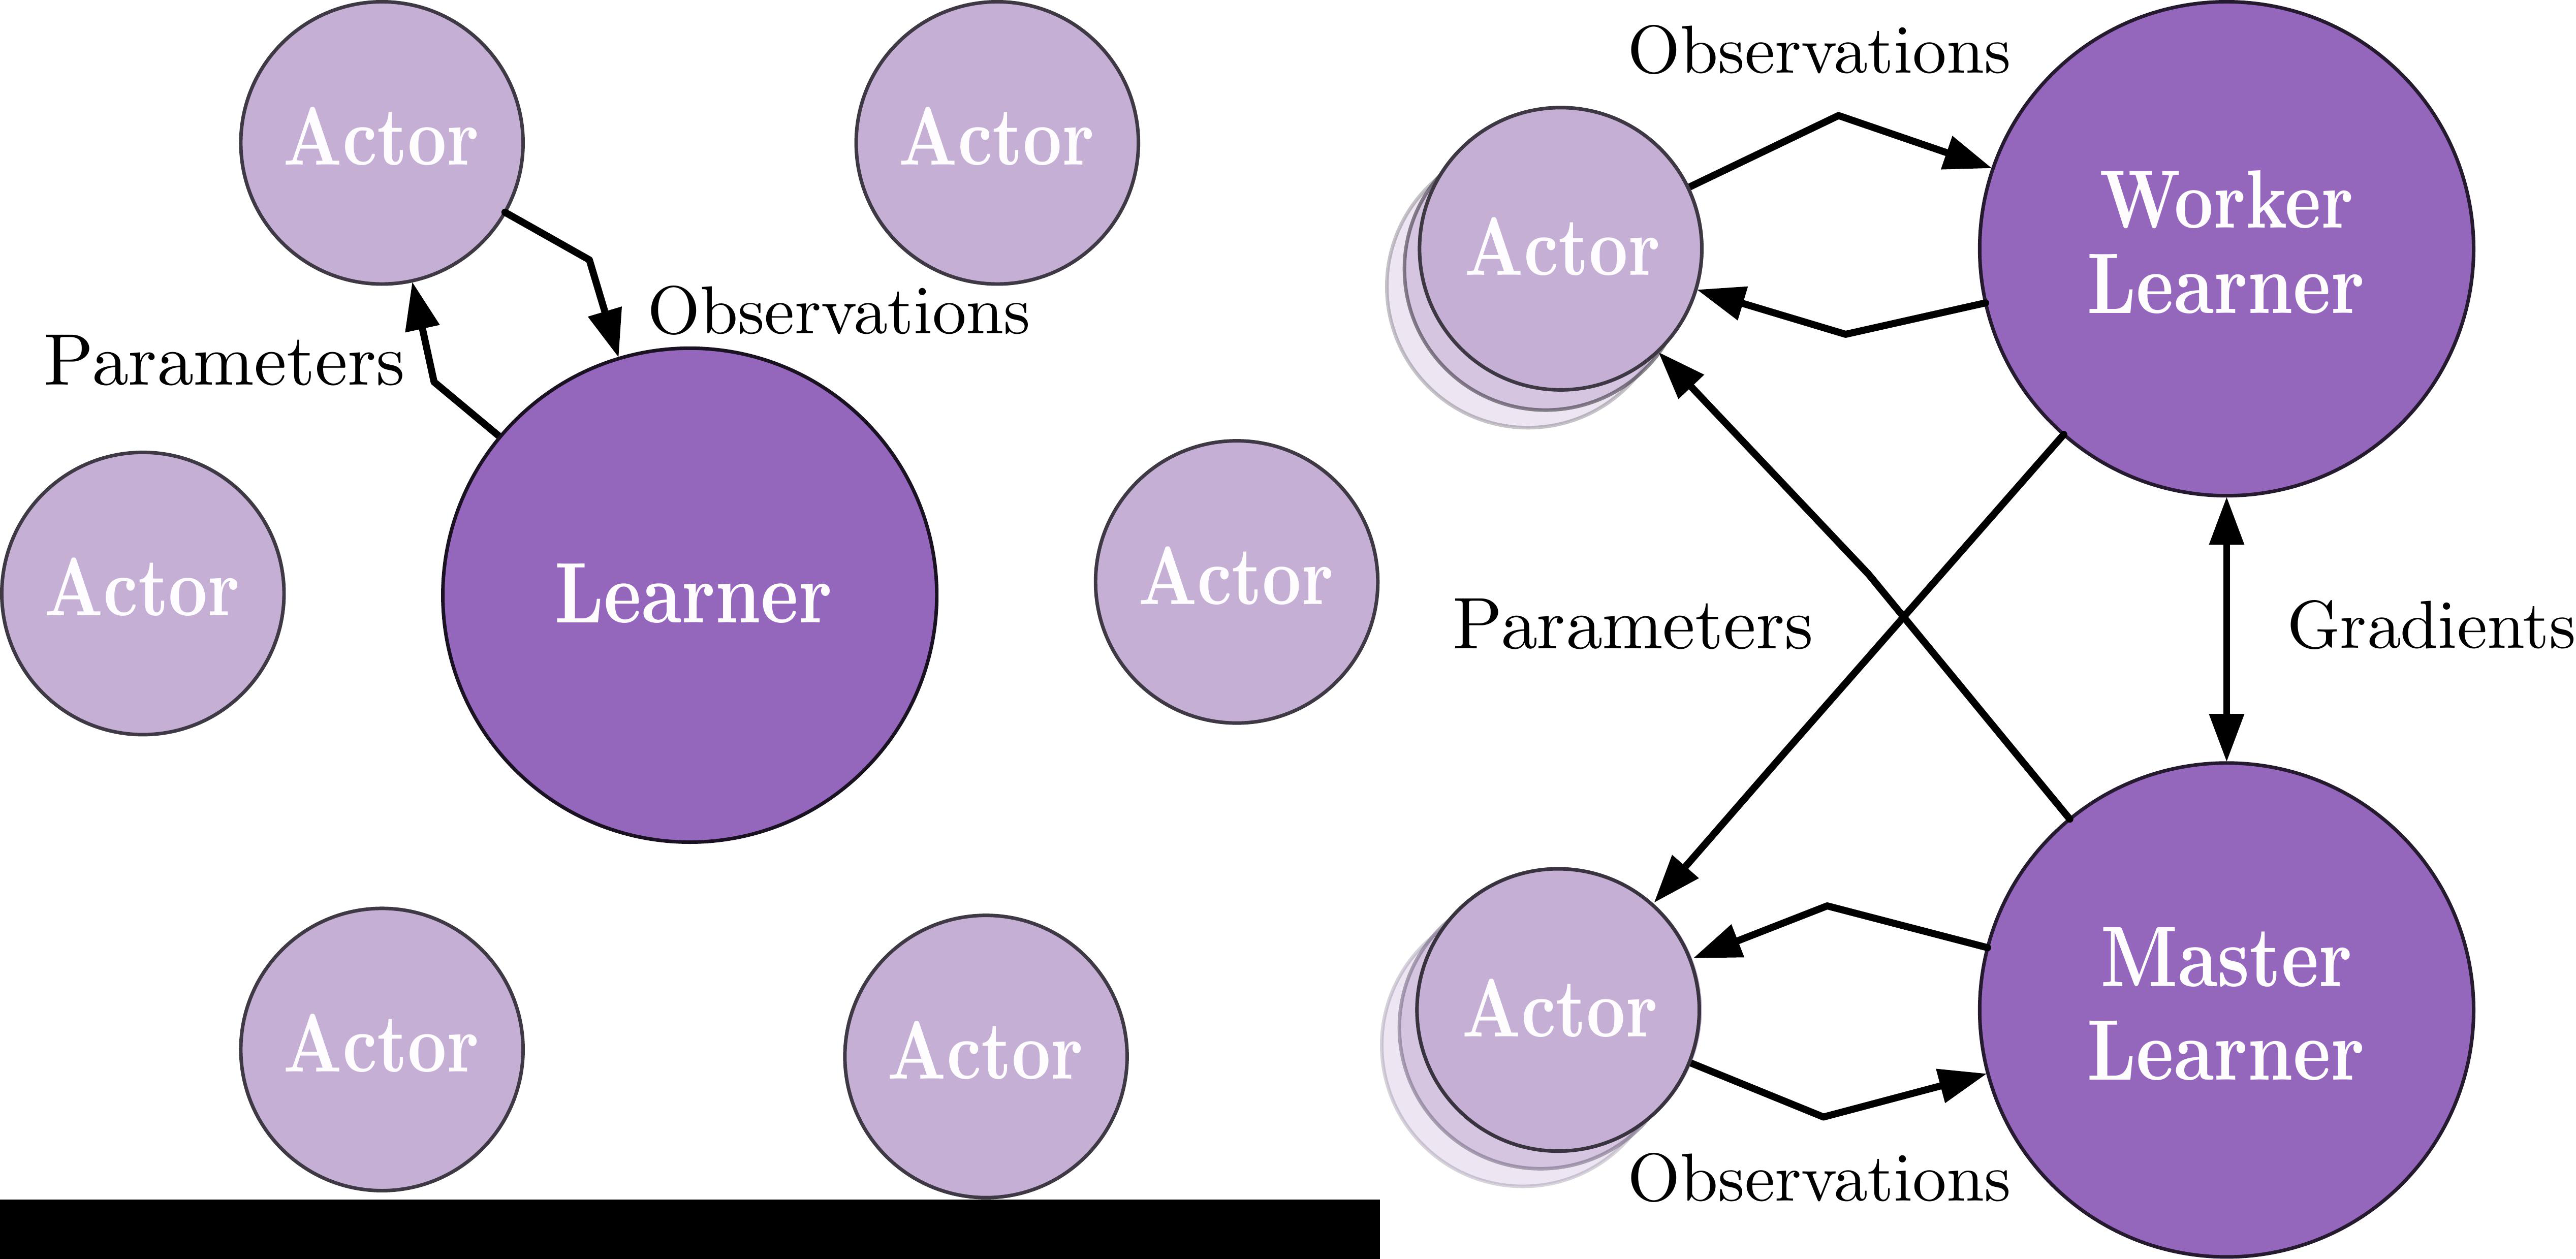 Actor
Actor
Observations
Parameters
Actor
Learner
Actor
Actor
Actor
Observations
Actor
Worker
Learner
Parameters
Gradients
Actor
Master
Learner
Observations